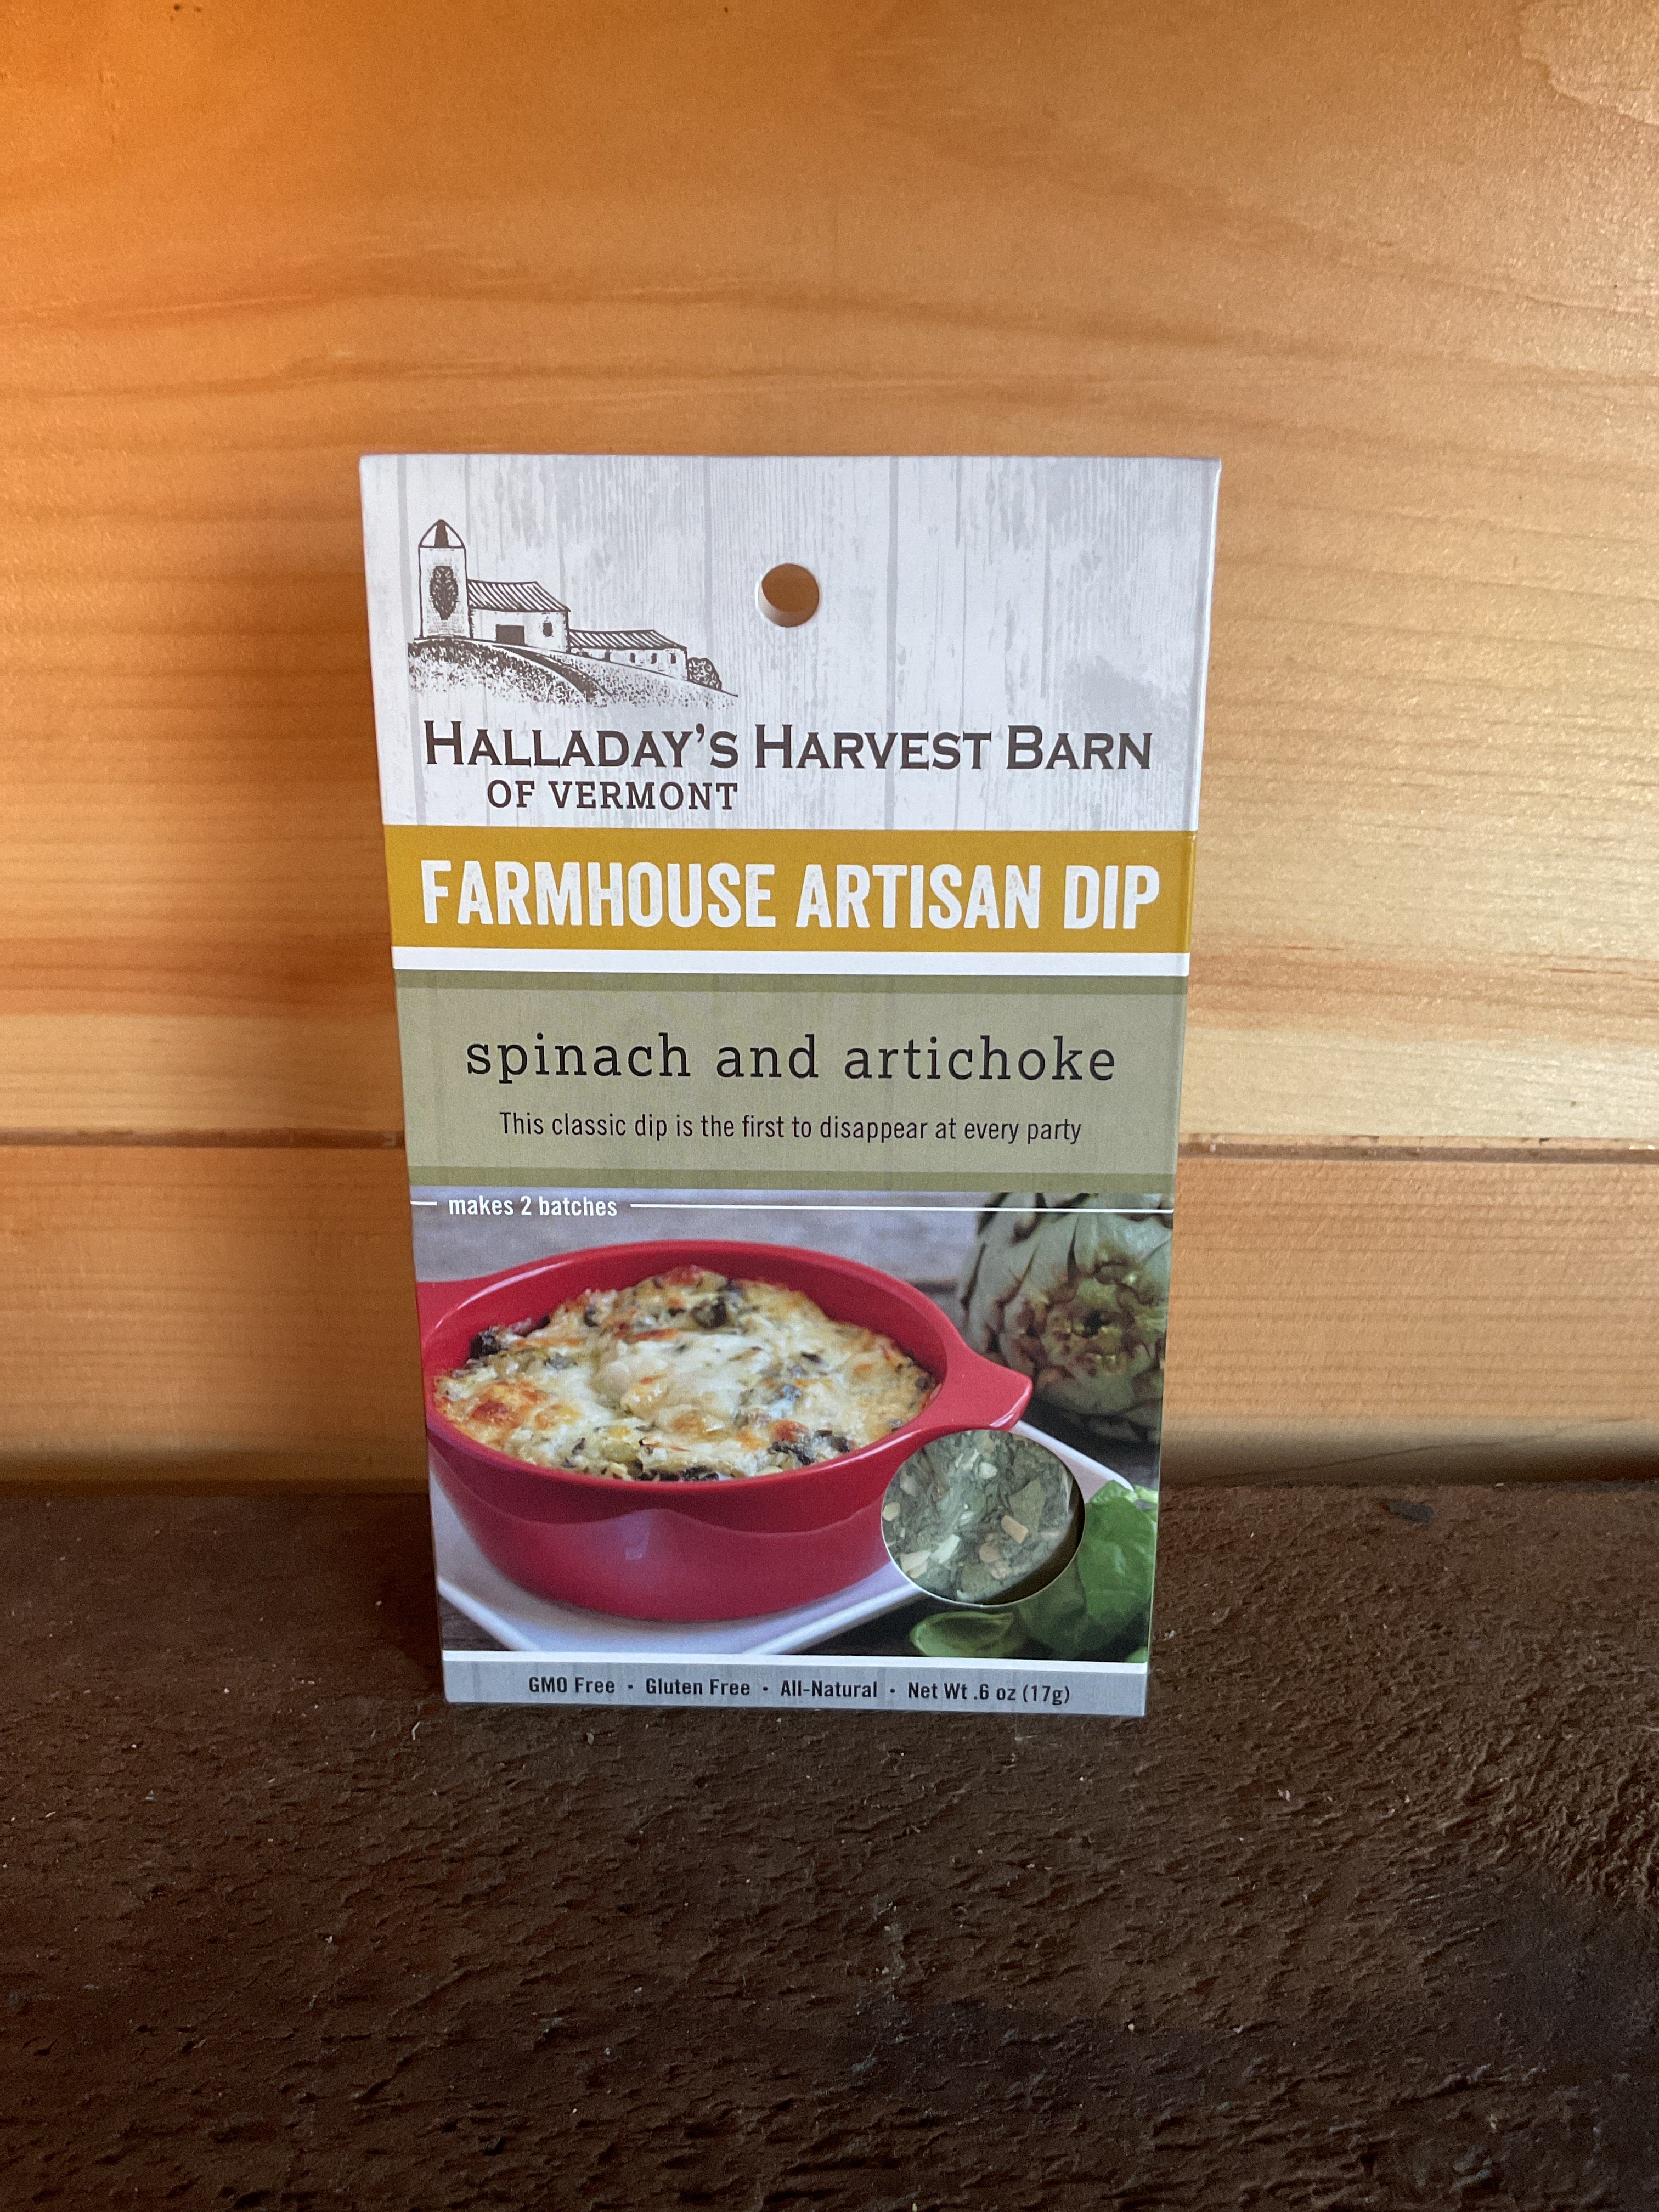 HALLADAY'S HARVEST BARN
OF VERMONT
FARMHOUSE ARTISAN DIP
spinach and artichoke
This classic dip is the first to disappear at every party
makes 2 batches
GMO Free • Gluten Free • All-Natural • Net Wt .6 oz (17g)